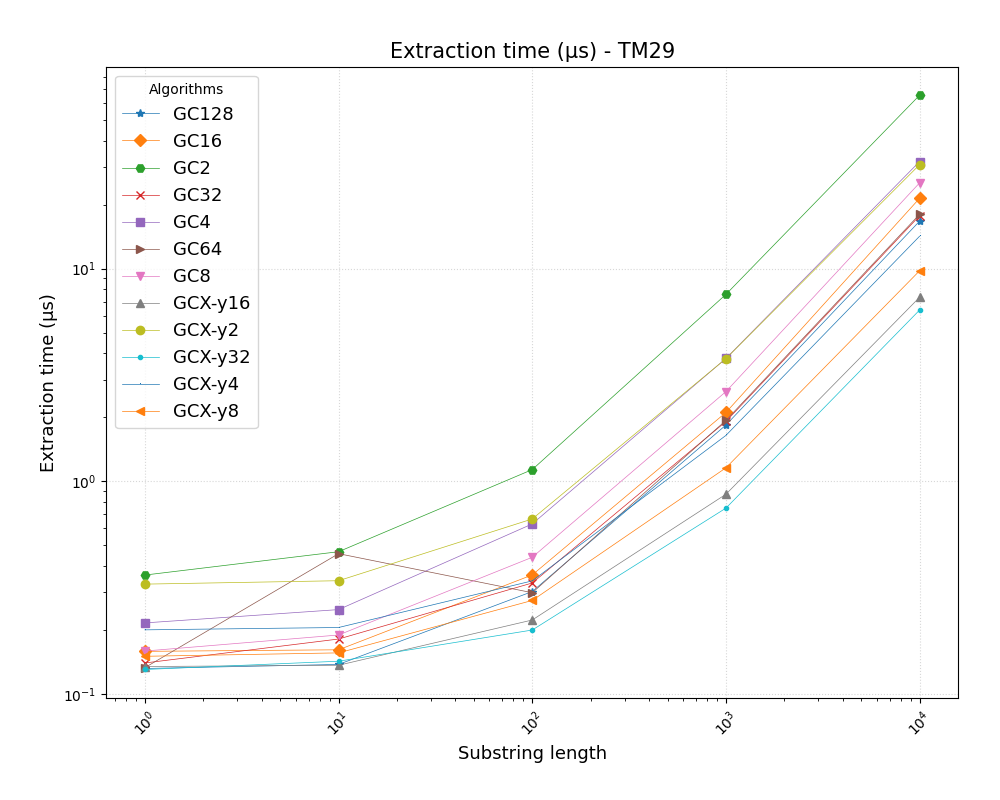 Extraction time (μs) - TM29
Algorithms
GC128
GC16
GC2
GC32
GC4
GC64
GC8
GCX-y16
GCX-y2
GCX-y32
GCX-y4
GCX-y8
Extraction time (μs)
10¹
10⁰
10⁻¹
10⁰ 10¹ 10² 10³ 10⁴
Substring length